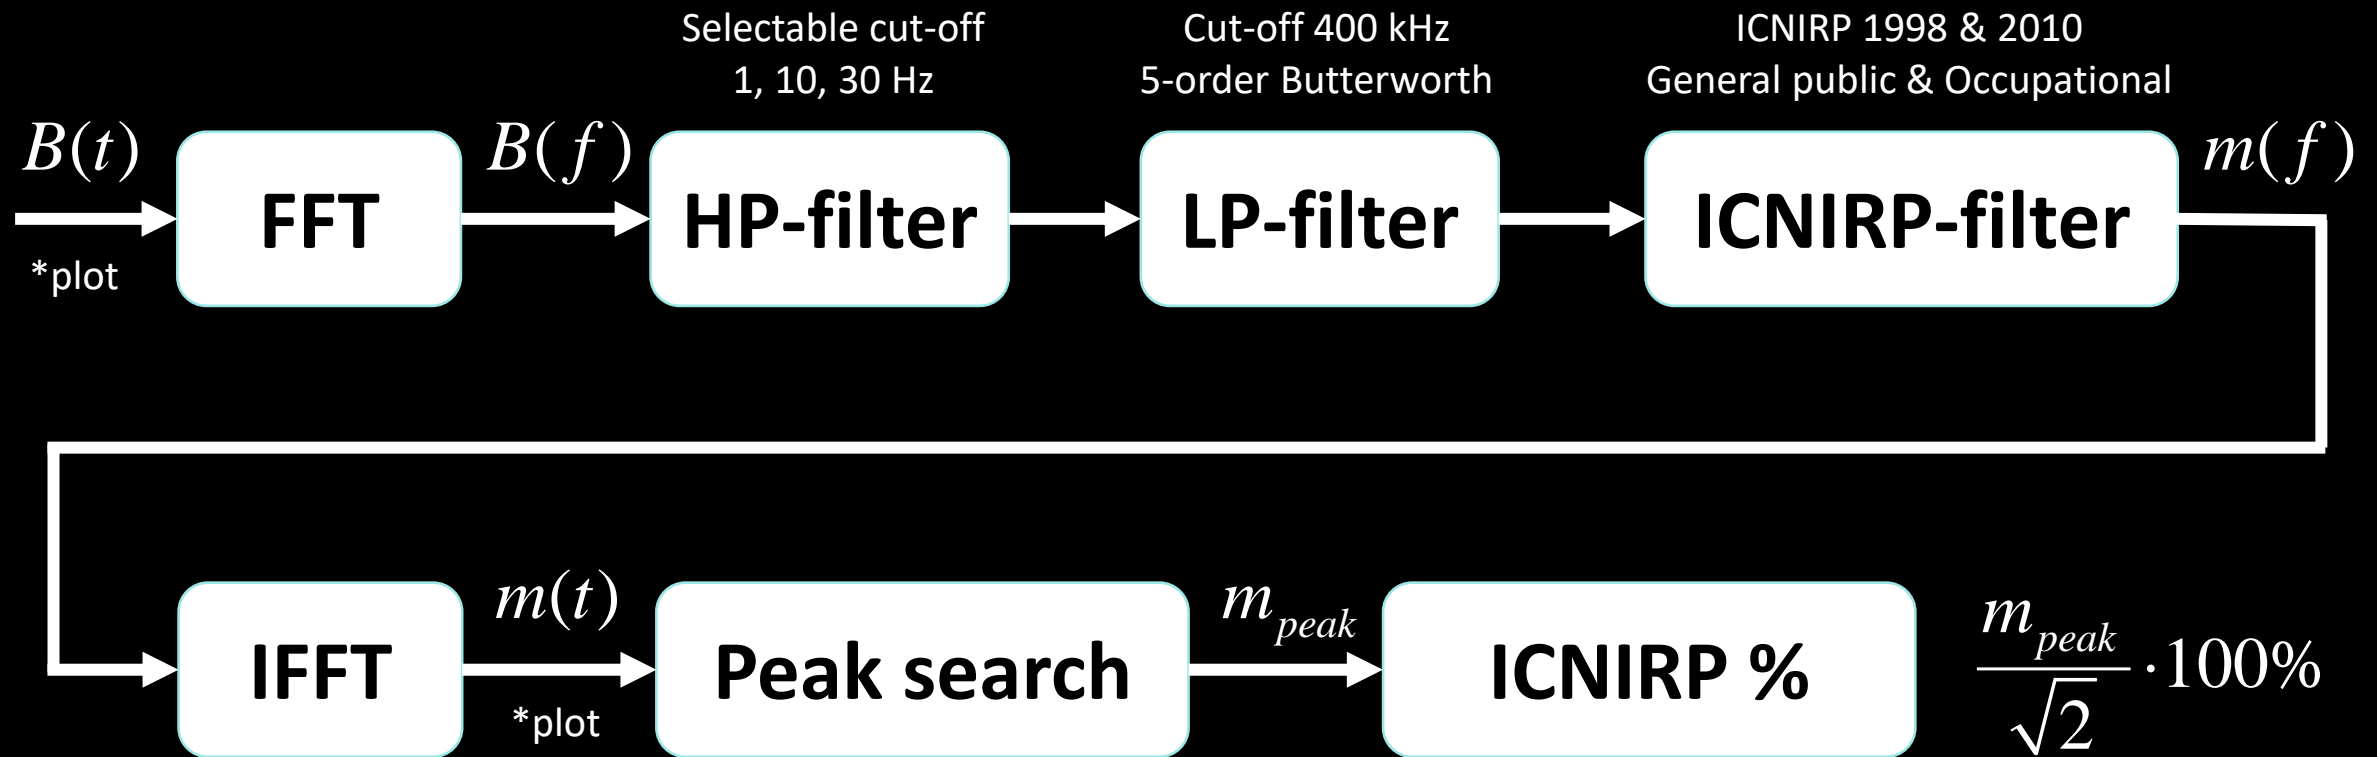 Selectable cut-off
1, 10, 30 Hz
Cut-off 400 kHz
5-order Butterworth
ICNIRP 1998 & 2010
General public & Occupational
B(t)
*plot
FFT
B(f)
HP-filter
LP-filter
ICNIRP-filter
m(f)
IFFT
m(t)
*plot
Peak search
m_peak
ICNIRP %
m_peak/√2 · 100%